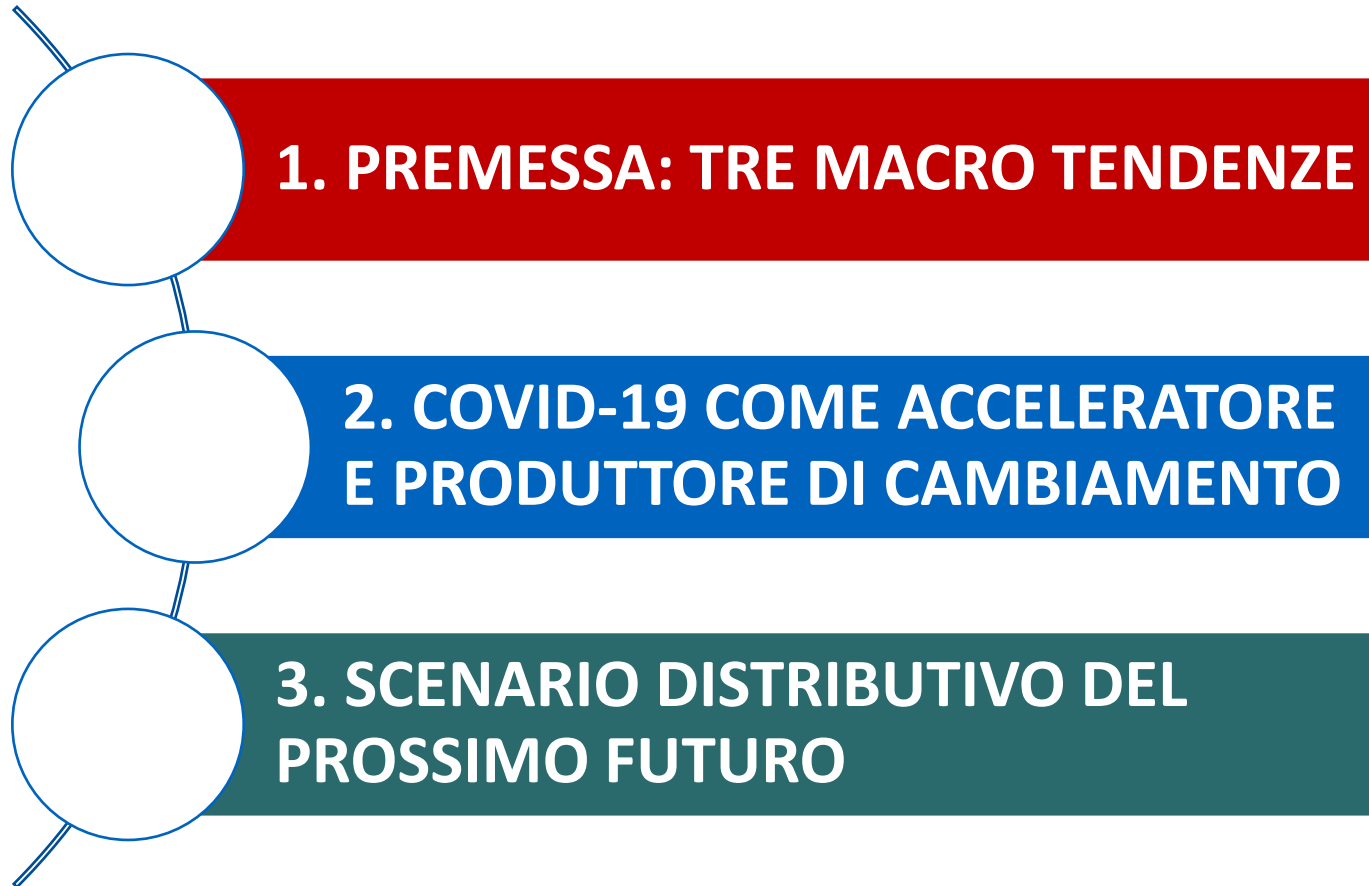 1. PREMESSA: TRE MACRO TENDENZE
2. COVID-19 COME ACCELERATORE
E PRODUTTORE DI CAMBIAMENTO
3. SCENARIO DISTRIBUTIVO DEL
PROSSIMO FUTURO